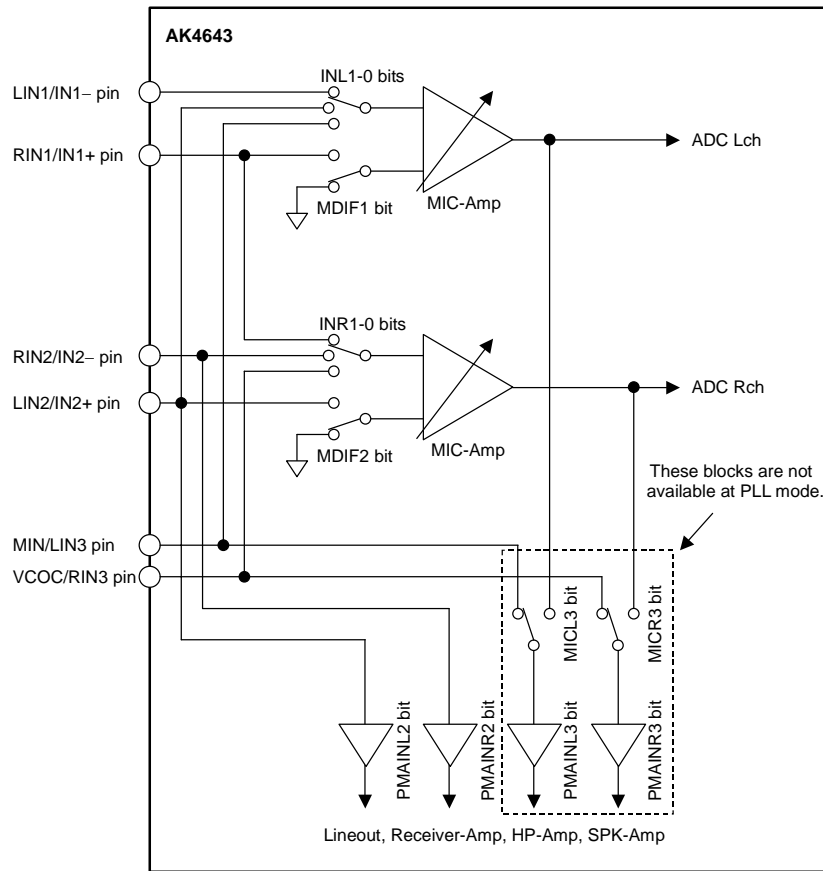 AK4643
LIN1/IN1− pin
INL1-0 bits
ADC Lch
RIN1/IN1+ pin
MDIF1 bit
MIC-Amp
INR1-0 bits
RIN2/IN2− pin
ADC Rch
LIN2/IN2+ pin
MDIF2 bit
MIC-Amp
These blocks are not
available at PLL mode.
MIN/LIN3 pin
VCOC/RIN3 pin
MICL3 bit
MICR3 bit
PMAINL2 bit
PMAINR2 bit
PMAINL3 bit
PMAINR3 bit
Lineout, Receiver-Amp, HP-Amp, SPK-Amp